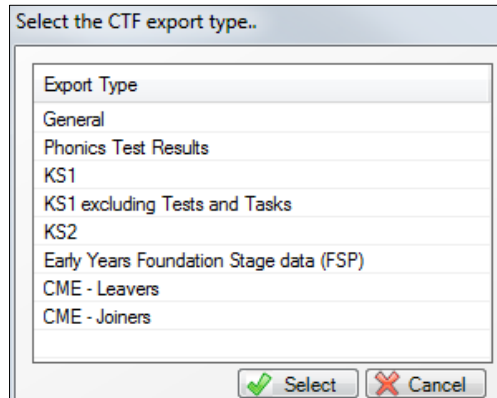 Select the CTF export type..
Export Type
General
Phonics Test Results
KS1
KS1 excluding Tests and Tasks
KS2
Early Years Foundation Stage data (FSP)
CME - Leavers
CME - Joiners
Select Cancel